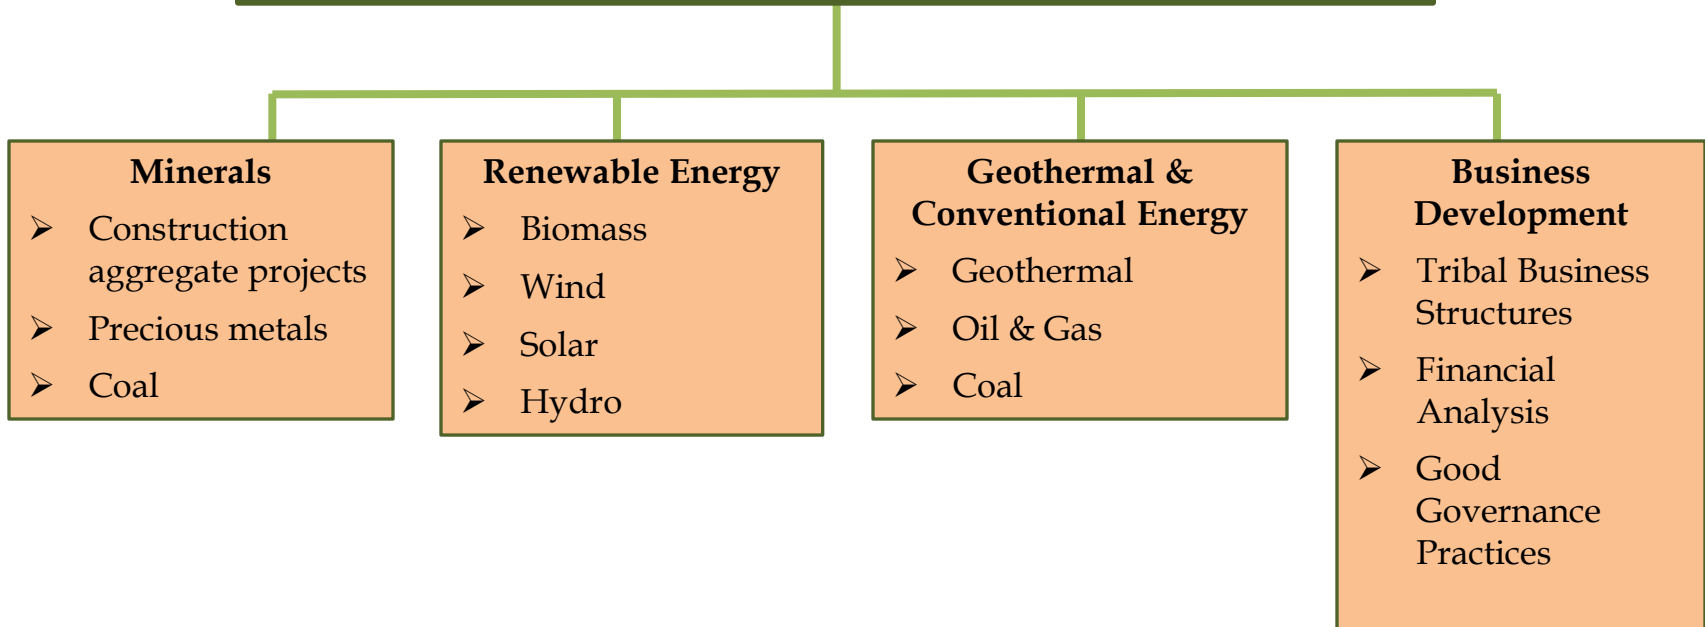 Minerals
➢ Construction
aggregate projects
➢ Precious metals
➢ Coal
Renewable Energy
➢ Biomass
➢ Wind
➢ Solar
➢ Hydro
Geothermal &
Conventional Energy
➢ Geothermal
➢ Oil & Gas
➢ Coal
Business
Development
➢ Tribal Business
Structures
➢ Financial
Analysis
➢ Good
Governance
Practices